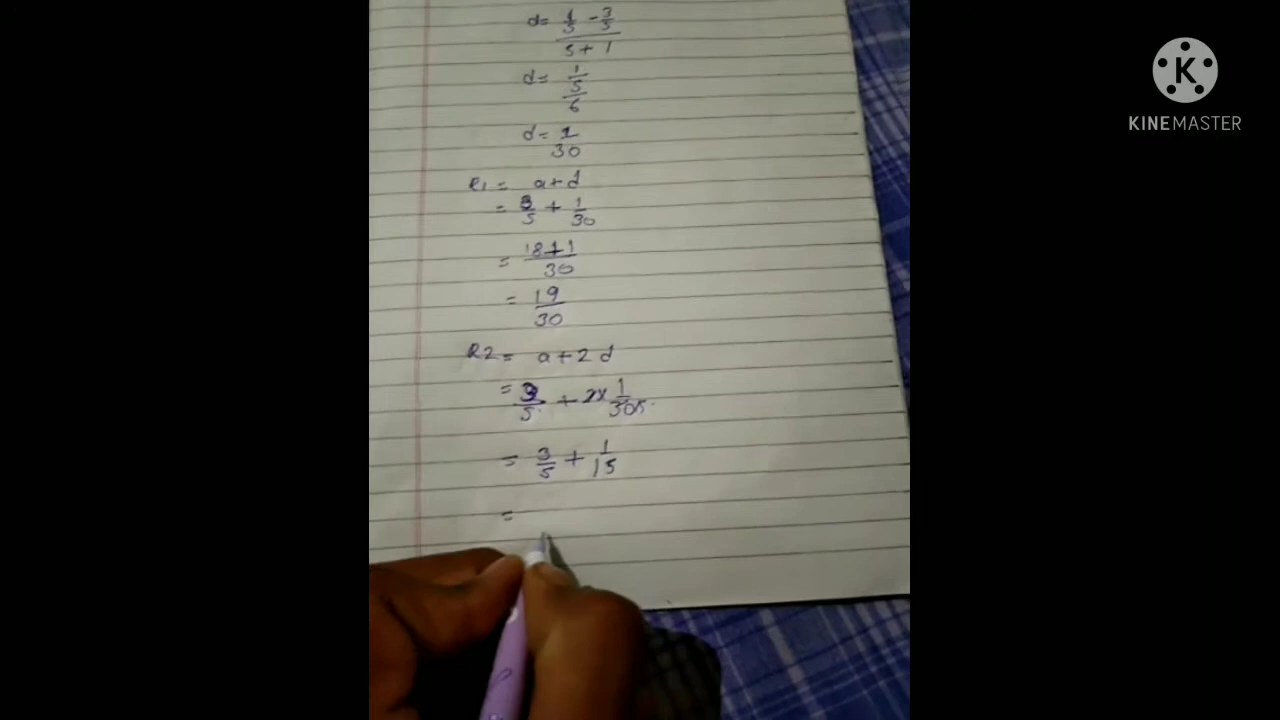 d= 4/5 - 3/5
5+1
d= 1/5
6
d= 1/30
R1= a+d
= 3/5 + 1/30
= 18+1/30
= 19/30
R2= a+2d
= 3/5 + 2x 1/30
= 3/5 + 1/15
=
K
KINEMASTER